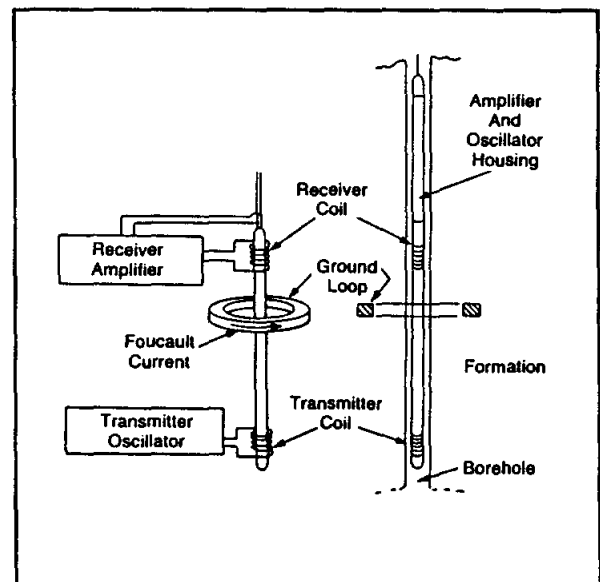 Amplifier
And
Oscillator
Housing
Receiver
Coil
Receiver
Amplifier
Ground
Loop
Foucault
Current
Formation
Transmitter
Oscillator
Transmitter
Coil
Borehole